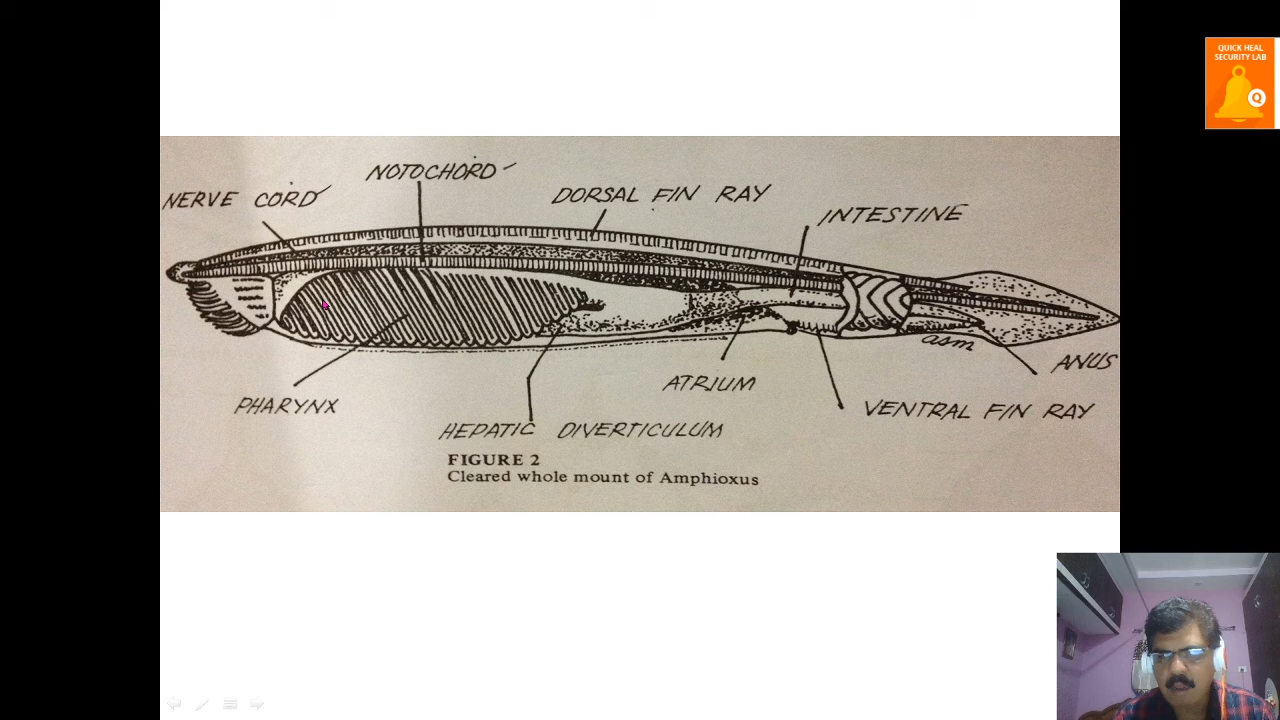 QUICK HEAL
SECURITY LAB
Q
NOTOCHORD
NERVE CORD
DORSAL FIN RAY
INTESTINE
asm
ANUS
ATRIUM
PHARYNX
VENTRAL FIN RAY
HEPATIC DIVERTICULUM
FIGURE 2
Cleared whole mount of Amphioxus